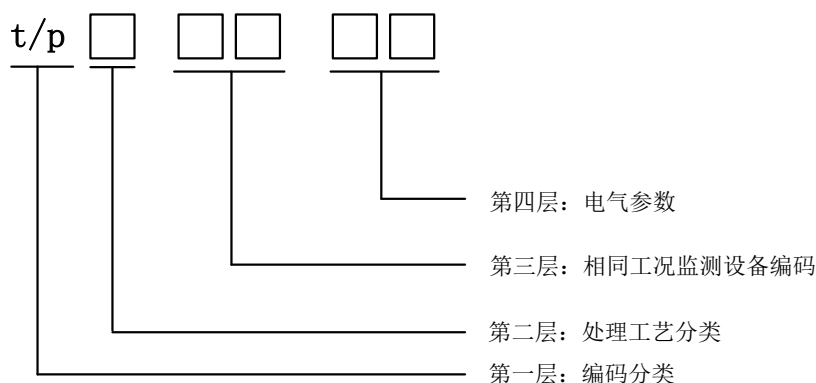 t/p □ □□ □□
第四层：电气参数
第三层：相同工况监测设备编码
第二层：处理工艺分类
第一层：编码分类